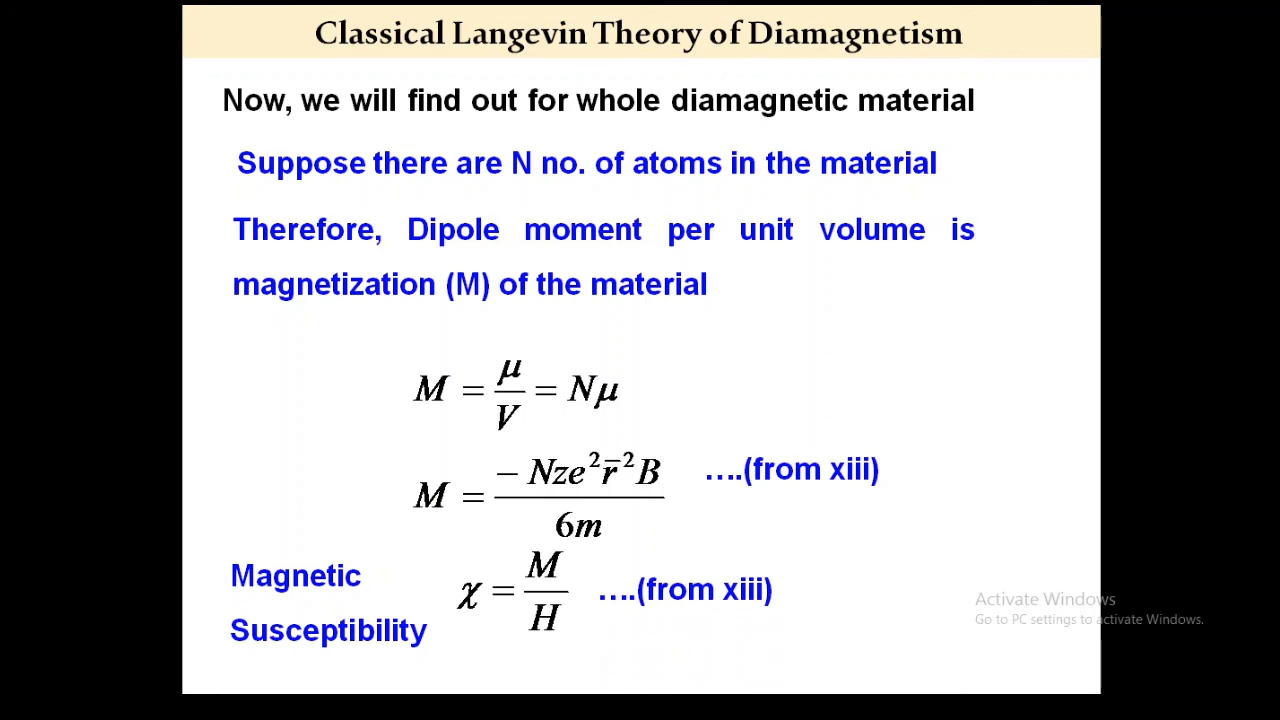 Classical Langevin Theory of Diamagnetism
Now, we will find out for whole diamagnetic material
Suppose there are N no. of atoms in the material
Therefore, Dipole moment per unit volume is
magnetization (M) of the material
M = μ/V = Nμ
M = −Nze²r̄²B/6m ....(from xiii)
Magnetic
Susceptibility
χ = M/H ....(from xiii)
Activate Windows
Go to PC settings to activate Windows.